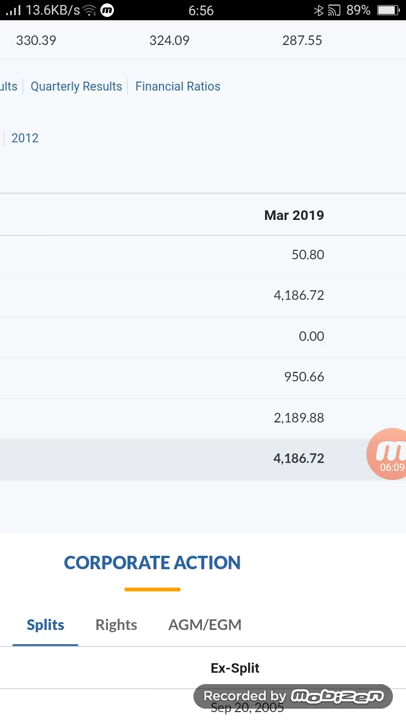 13.6KB/s 6:56 89%
330.39 324.09 287.55
ults Quarterly Results Financial Ratios
2012
Mar 2019
50.80
4,186.72
0.00
950.66
2,189.88
4,186.72
06:09
CORPORATE ACTION
Splits Rights AGM/EGM
Ex-Split
Recorded by mobizen
Sep 20, 2005